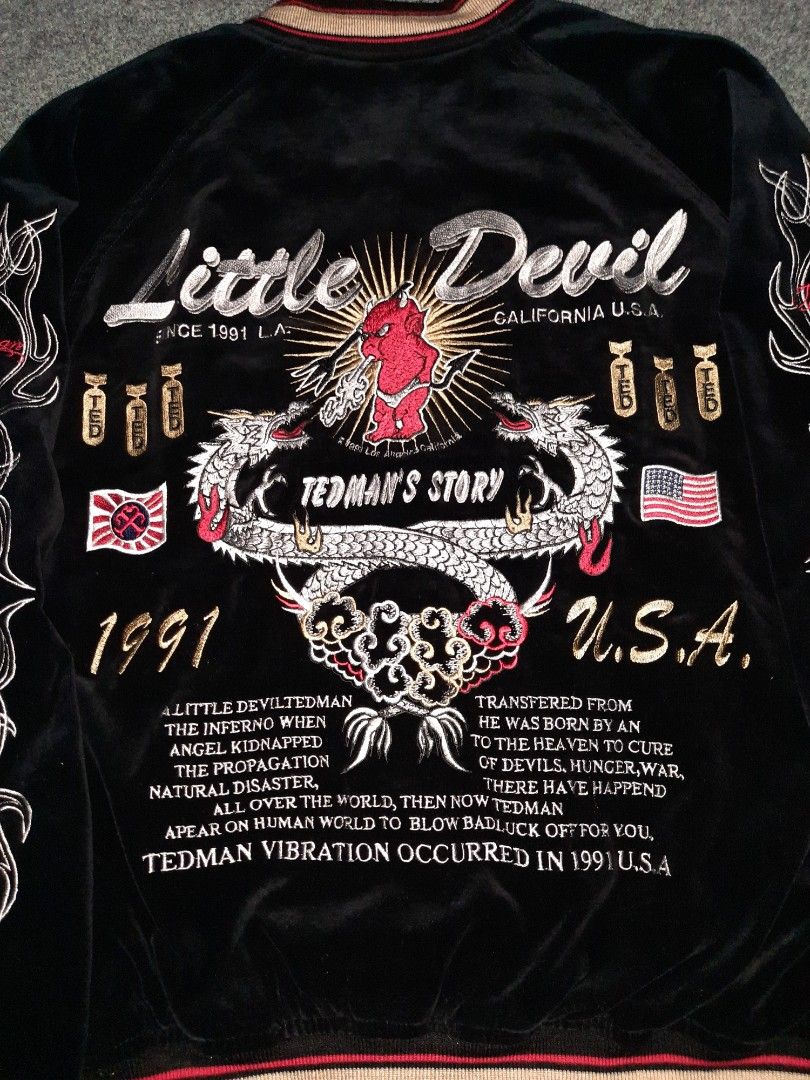 Little Devil
SINCE 1991 L.A. CALIFORNIA U.S.A.
TED TED TED TED TED TED
Los Angeles California
TEDMAN'S STORY
1991 U.S.A.
A LITTLE DEVILTEDMAN TRANSFERED FROM
THE INFERNO WHEN HE WAS BORN BY AN
ANGEL KIDNAPPED TO THE HEAVEN TO CURE
THE PROPAGATION OF DEVILS, HUNGER,WAR,
NATURAL DISASTER, THERE HAVE HAPPEND
ALL OVER THE WORLD, THEN NOW TEDMAN
APEAR ON HUMAN WORLD TO BLOW BADLUCK OFF FOR YOU.
TEDMAN VIBRATION OCCURRED IN 1991 U.S.A